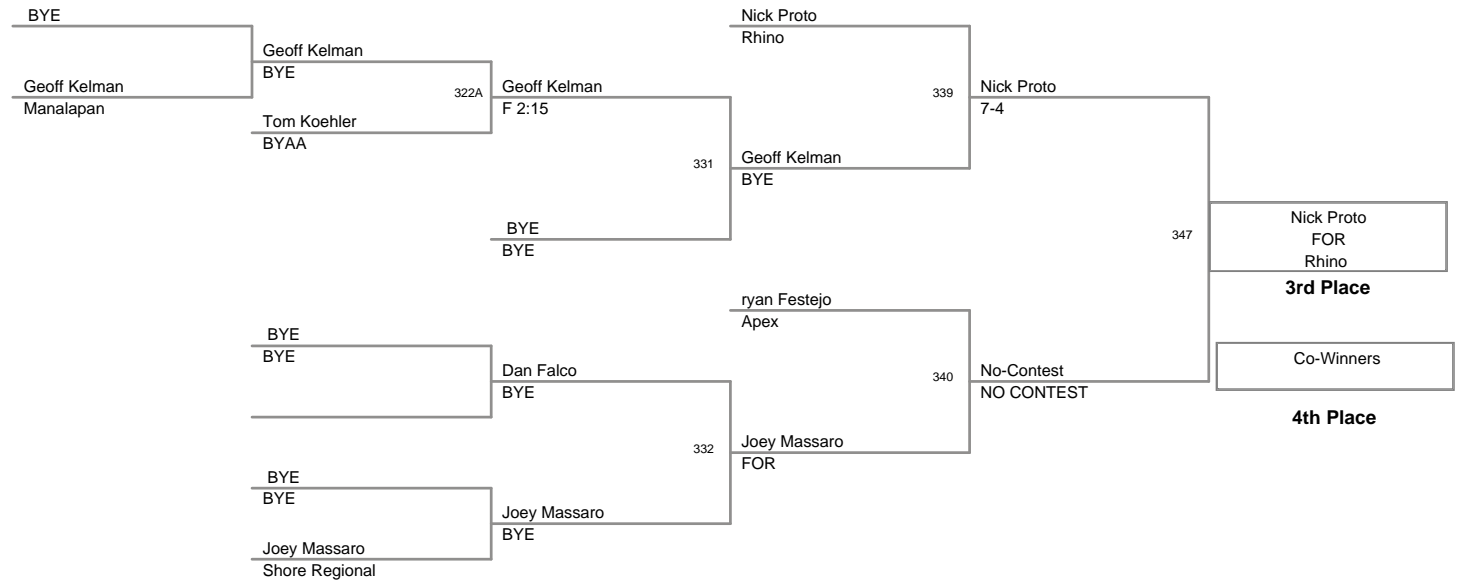 BYE
Geoff Kelman
Manalapan
Geoff Kelman
BYE
Tom Koehler
BYAA
322A
Geoff Kelman
F 2:15
BYE
BYE
331
Nick Proto
Rhino
Geoff Kelman
BYE
339
Nick Proto
7-4
BYE
BYE
Dan Falco
BYE
BYE
BYE
Joey Massaro
Shore Regional
Joey Massaro
BYE
332
ryan Festejo
Apex
Joey Massaro
FOR
340
No-Contest
NO CONTEST
347
Nick Proto
FOR
Rhino
3rd Place
Co-Winners
4th Place